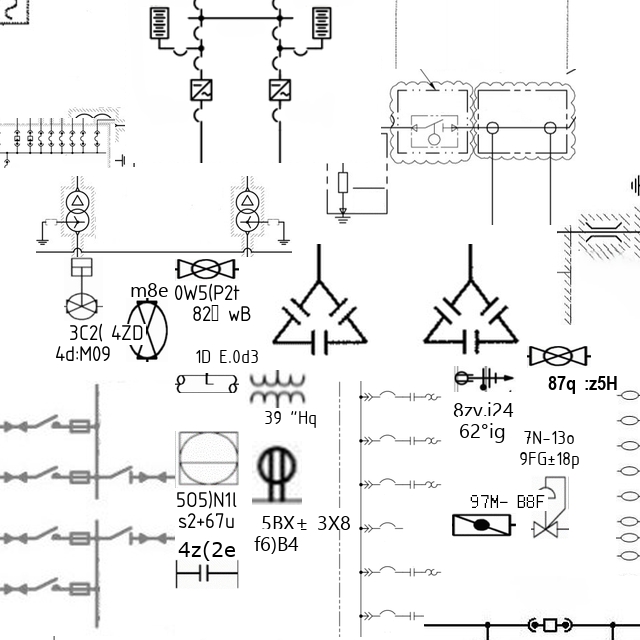 m8e
0W5(P2t
82 wB
3C2( 4ZD
4d:M09
1D E.0d3
39 "Hq
87q :z5H
8zv.i24
62°ig
7N-13o
9FG±18p
505)N1l
s2+67u
97M- B8F
5BX± 3X8
f6)B4
4z(2e